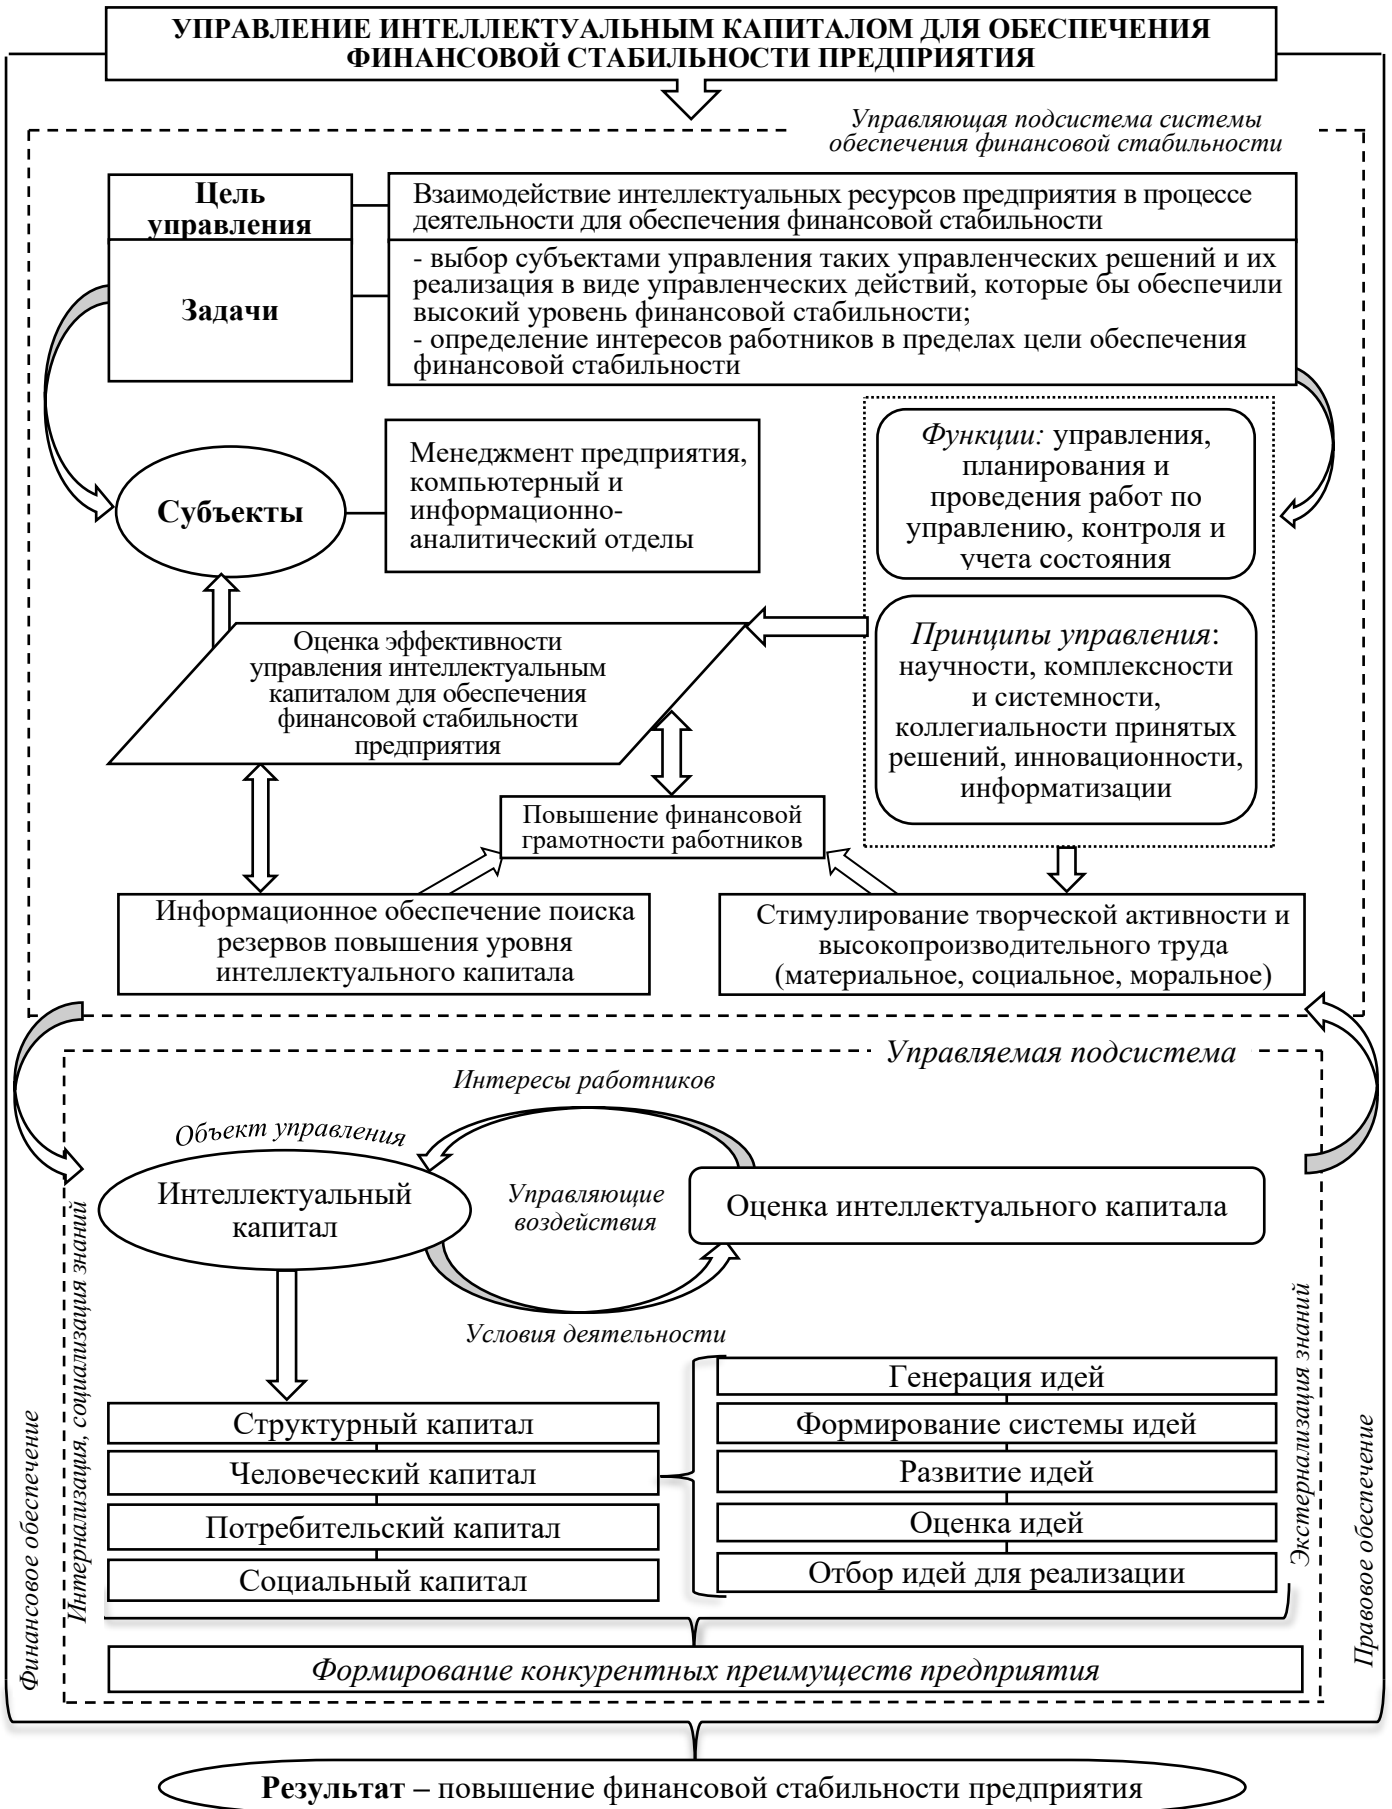 УПРАВЛЕНИЕ ИНТЕЛЛЕКТУАЛЬНЫМ КАПИТАЛОМ ДЛЯ ОБЕСПЕЧЕНИЯ
ФИНАНСОВОЙ СТАБИЛЬНОСТИ ПРЕДПРИЯТИЯ
Управляющая подсистема системы
обеспечения финансовой стабильности
Цель
управления
Взаимодействие интеллектуальных ресурсов предприятия в процессе
деятельности для обеспечения финансовой стабильности
Задачи
- выбор субъектами управления таких управленческих решений и их
реализация в виде управленческих действий, которые бы обеспечили
высокий уровень финансовой стабильности;
- определение интересов работников в пределах цели обеспечения
финансовой стабильности
Субъекты
Менеджмент предприятия,
компьютерный и
информационно-
аналитический отделы
Функции: управления,
планирования и
проведения работ по
управлению, контроля и
учета состояния
Принципы управления:
научности, комплексности
и системности,
коллегиальности принятых
решений, инновационности,
информатизации
Оценка эффективности
управления интеллектуальным
капиталом для обеспечения
финансовой стабильности
предприятия
Повышение финансовой
грамотности работников
Информационное обеспечение поиска
резервов повышения уровня
интеллектуального капитала
Стимулирование творческой активности и
высокопроизводительного труда
(материальное, социальное, моральное)
Управляемая подсистема
Интересы работников
Объект управления
Интеллектуальный
капитал
Управляющие
воздействия
Оценка интеллектуального капитала
Условия деятельности
Структурный капитал
Человеческий капитал
Потребительский капитал
Социальный капитал
Генерация идей
Формирование системы идей
Развитие идей
Оценка идей
Отбор идей для реализации
Финансовое обеспечение
Интернализация, социализация знаний
Экстернализация знаний
Правовое обеспечение
Формирование конкурентных преимуществ предприятия
Результат – повышение финансовой стабильности предприятия